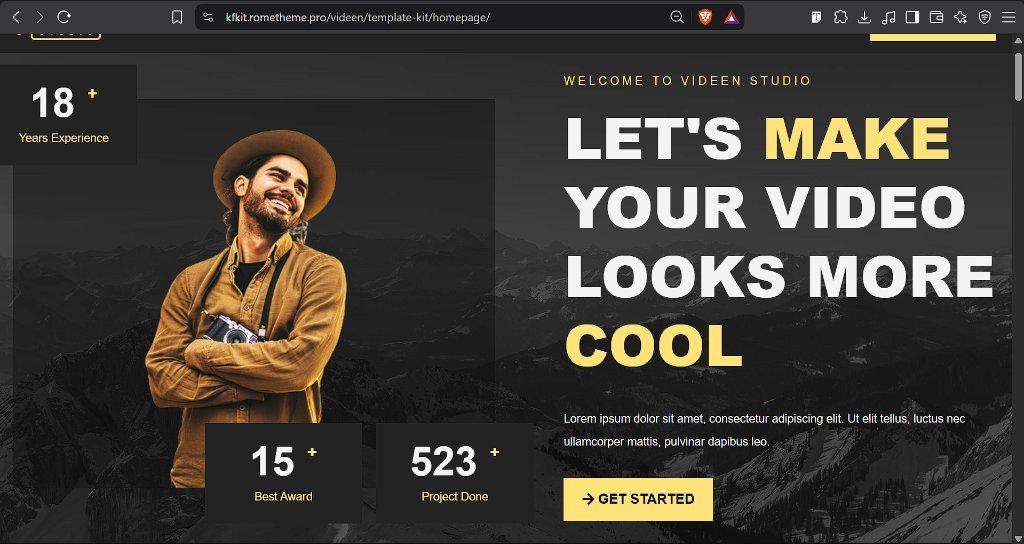 kfkit.rometheme.pro/videen/template-kit/homepage/
18 +
Years Experience
WELCOME TO VIDEEN STUDIO
LET'S MAKE
YOUR VIDEO
LOOKS MORE
COOL
Lorem ipsum dolor sit amet, consectetur adipiscing elit. Ut elit tellus, luctus nec
ullamcorper mattis, pulvinar dapibus leo.
GET STARTED
15 +
Best Award
523 +
Project Done